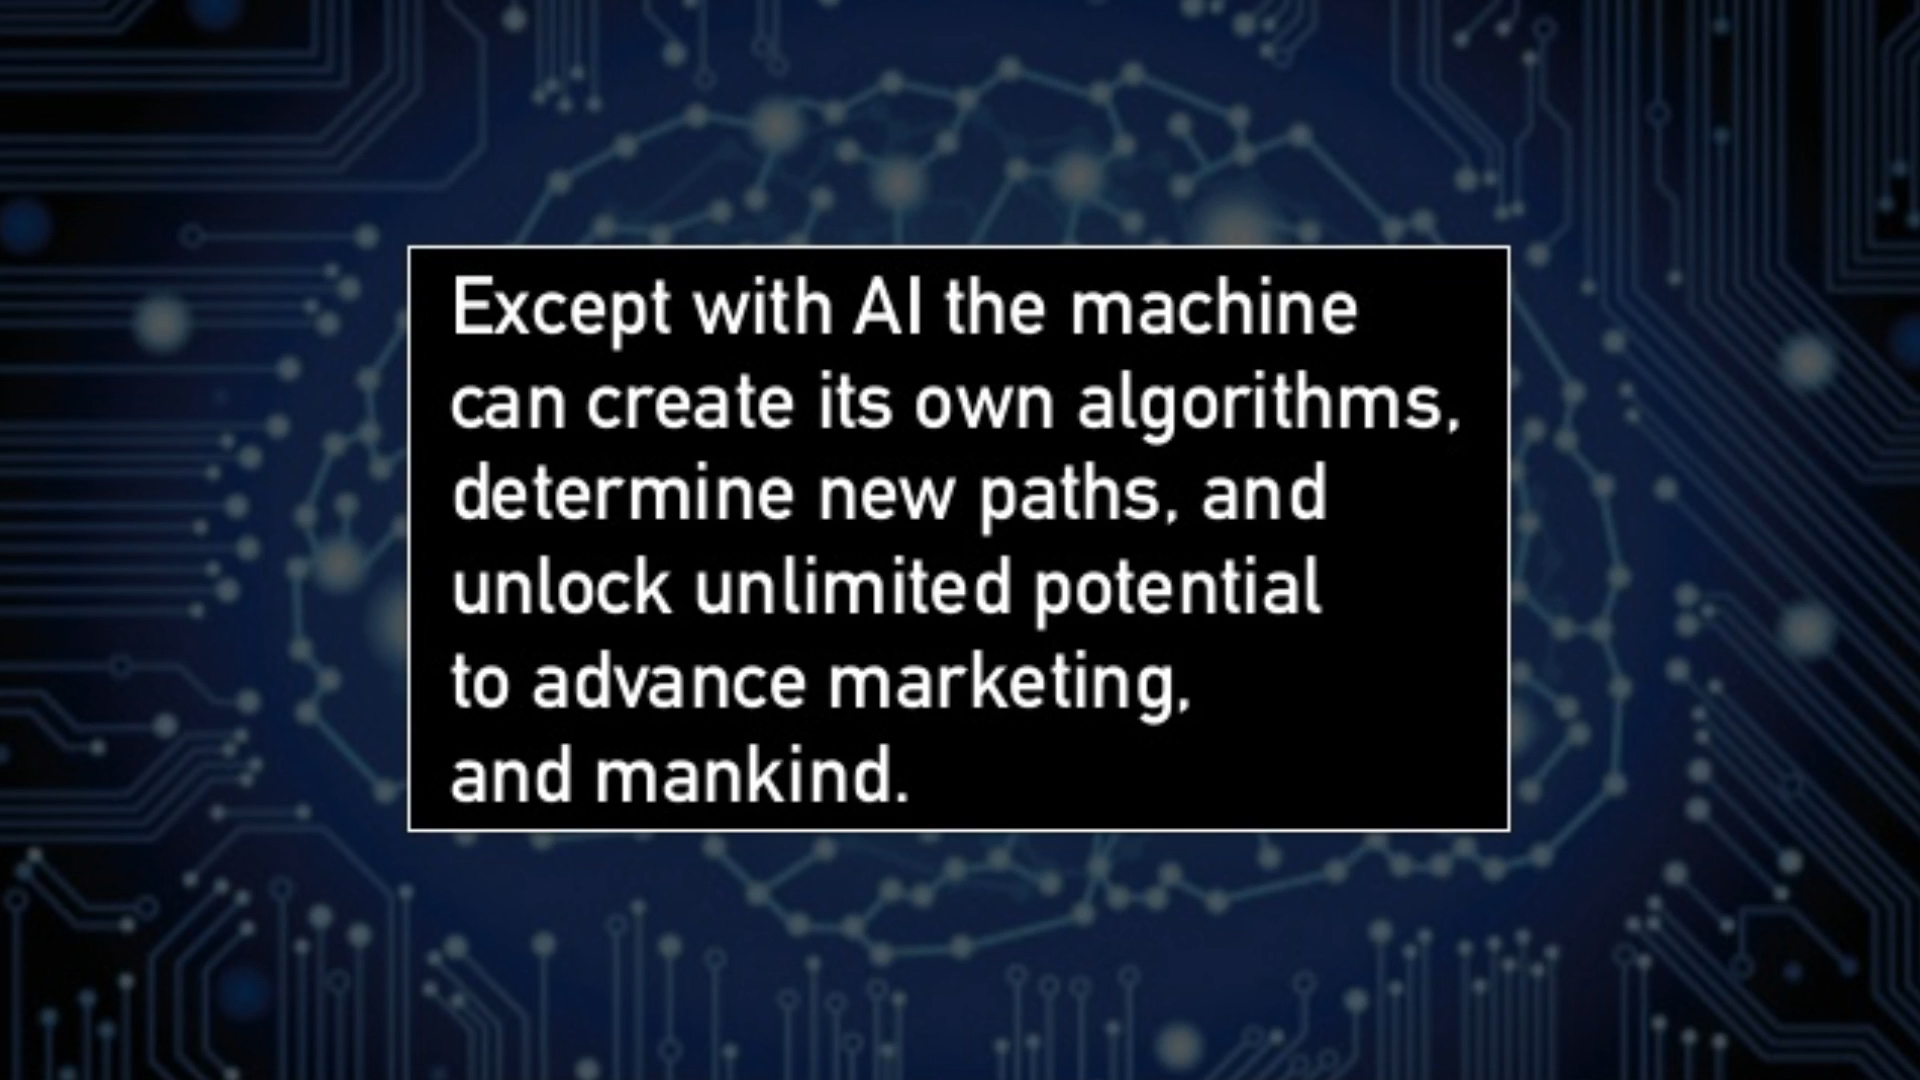 Except with AI the machine
can create its own algorithms,
determine new paths, and
unlock unlimited potential
to advance marketing,
and mankind.